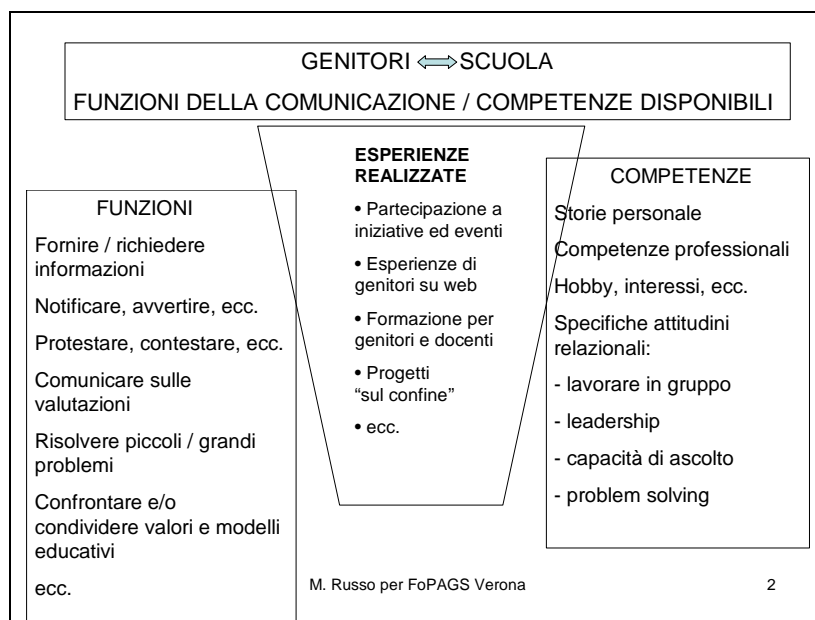 GENITORI ⇔ SCUOLA
FUNZIONI DELLA COMUNICAZIONE / COMPETENZE DISPONIBILI
FUNZIONI
Fornire / richiedere
informazioni
Notificare, avvertire, ecc.
Protestare, contestare, ecc.
Comunicare sulle
valutazioni
Risolvere piccoli / grandi
problemi
Confrontare e/o
condividere valori e modelli
educativi
ecc.
ESPERIENZE
REALIZZATE
• Partecipazione a
iniziative ed eventi
• Esperienze di
genitori su web
• Formazione per
genitori e docenti
• Progetti
“sul confine”
• ecc.
COMPETENZE
Storie personale
Competenze professionali
Hobby, interessi, ecc.
Specifiche attitudini
relazionali:
- lavorare in gruppo
- leadership
- capacità di ascolto
- problem solving
M. Russo per FoPAGS Verona
2